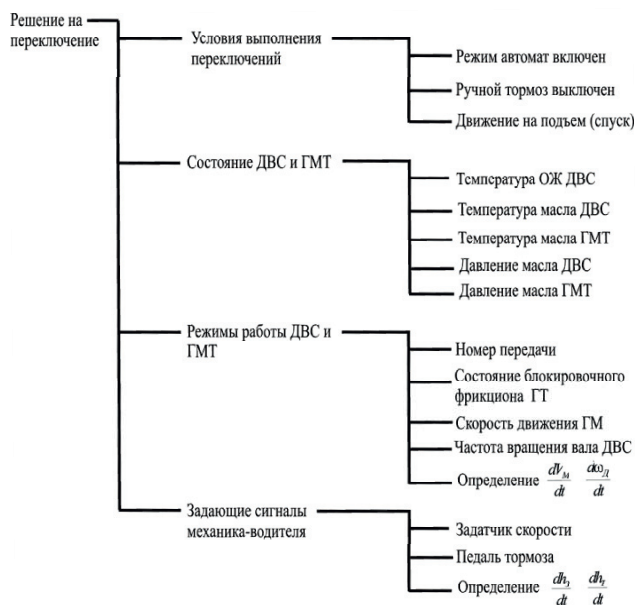 Решение на
переключение
Условия выполнения
переключений
Режим автомат включен
Ручной тормоз выключен
Движение на подъем (спуск)
Состояние ДВС и ГМТ
Температура ОЖ ДВС
Температура масла ДВС
Температура масла ГМТ
Давление масла ДВС
Давление масла ГМТ
Режимы работы ДВС и
ГМТ
Номер передачи
Состояние блокировочного
фрикциона ГТ
Скорость движения ГМ
Частота вращения вала ДВС
Определение dV_м/dt dω_д/dt
Задающие сигналы
механика-водителя
Задатчик скорости
Педаль тормоза
Определение dh_з/dt dh_т/dt